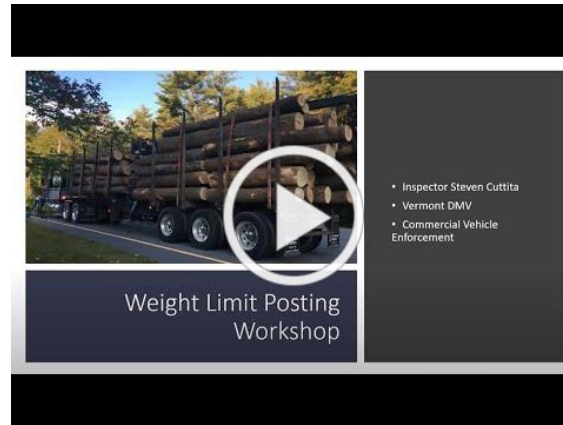 Weight Limit Posting
Workshop
• Inspector Steven Cuttita
• Vermont DMV
• Commercial Vehicle
Enforcement